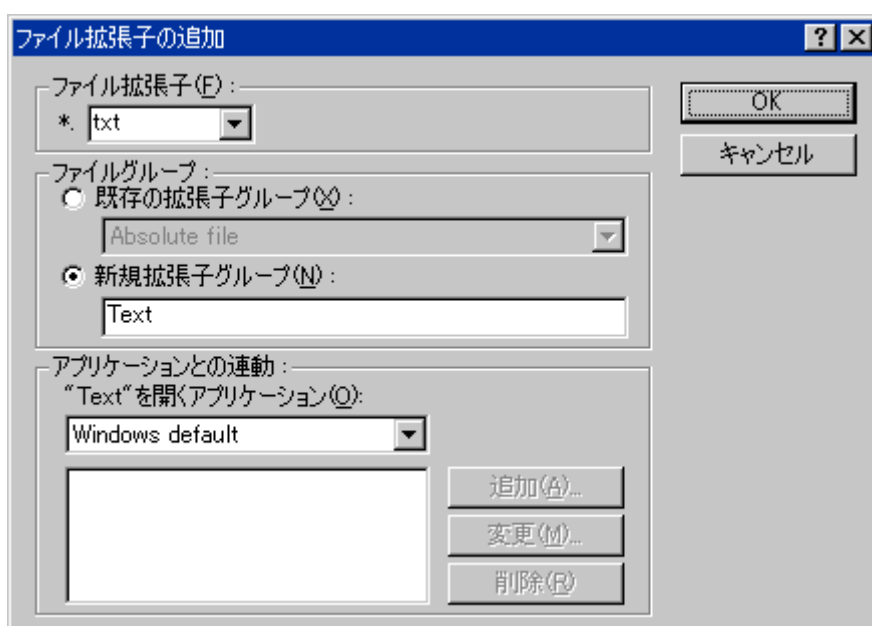 ファイル拡張子の追加
ファイル拡張子(F) :
*. txt
OK
キャンセル
ファイルグループ :
既存の拡張子グループ(X) :
Absolute file
新規拡張子グループ(N) :
Text
アプリケーションとの連動 :
"Text"を開くアプリケーション(O):
Windows default
追加(A)...
変更(M)...
削除(R)